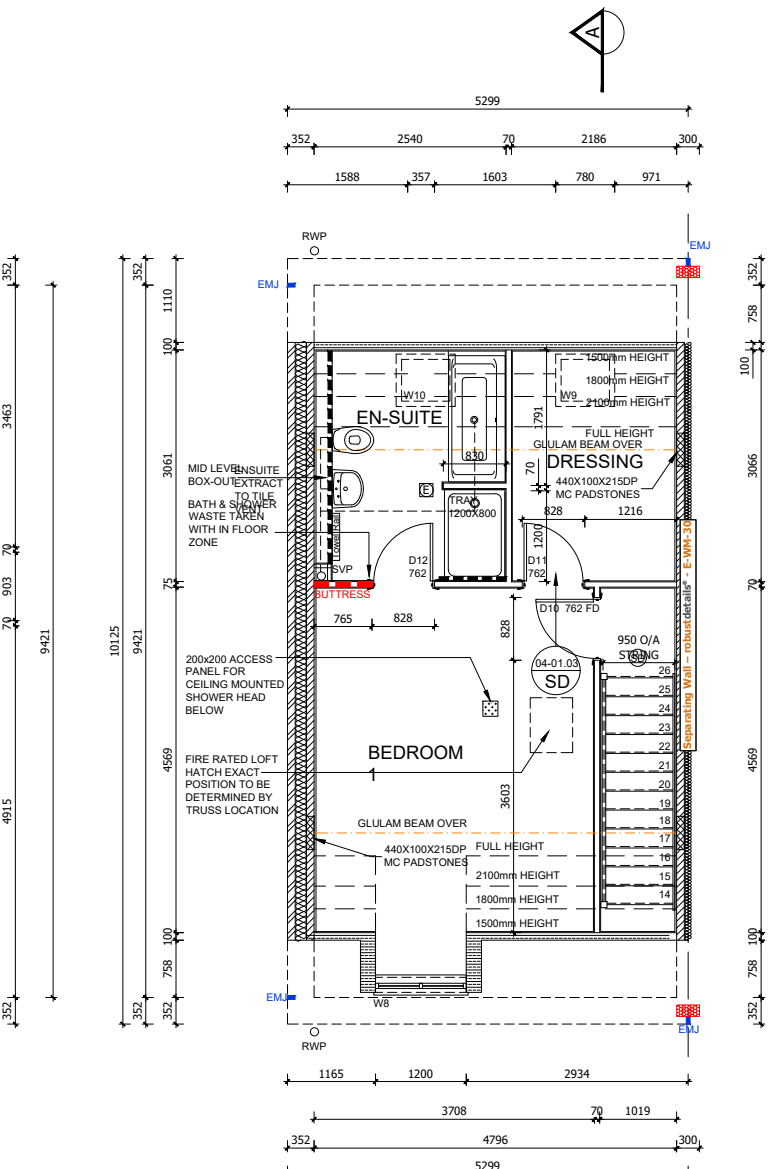 A
5299
352 2540 70 2186 300
1588 357 1603 780 971
RWP
EMJ
EMJ
352
352
352
758
1110
100
100
3463
3061
3066
70
903
70
75
70
9421
10125
9421
4915
4569
4569
100
758
352
352
352
100
758
352
1500mm HEIGHT
1800mm HEIGHT
2100mm HEIGHT
W10
W9
EN-SUITE
1791
FULL HEIGHT
GLULAM BEAM OVER
DRESSING
830
70
440X100X215DP
MC PADSTONES
MID LEVEL
BOX-OUT
ENSUITE
EXTRACT
TO TILE
VENT
BATH & SHOWER
WASTE TAKEN
WITH IN FLOOR
ZONE
E
TRAY
1200X800
828 1216
1200
Towel Rail
SVP
D12
762
D11
762
BUTTRESS
D10 762 FD
765 828
828
950 O/A
STRING
SD
04-01.03
SD
Separating Wall – robustdetails® - E-WM-30
200x200 ACCESS
PANEL FOR
CEILING MOUNTED
SHOWER HEAD
BELOW
26
25
24
23
22
21
20
19
18
17
16
15
14
BEDROOM
1
FIRE RATED LOFT
HATCH EXACT
POSITION TO BE
DETERMINED BY
TRUSS LOCATION
3603
GLULAM BEAM OVER
440X100X215DP
MC PADSTONES
FULL HEIGHT
2100mm HEIGHT
1800mm HEIGHT
1500mm HEIGHT
EMJ
W8
EMJ
RWP
1165 1200 2934
3708 70 1019
352 4796 300
5299